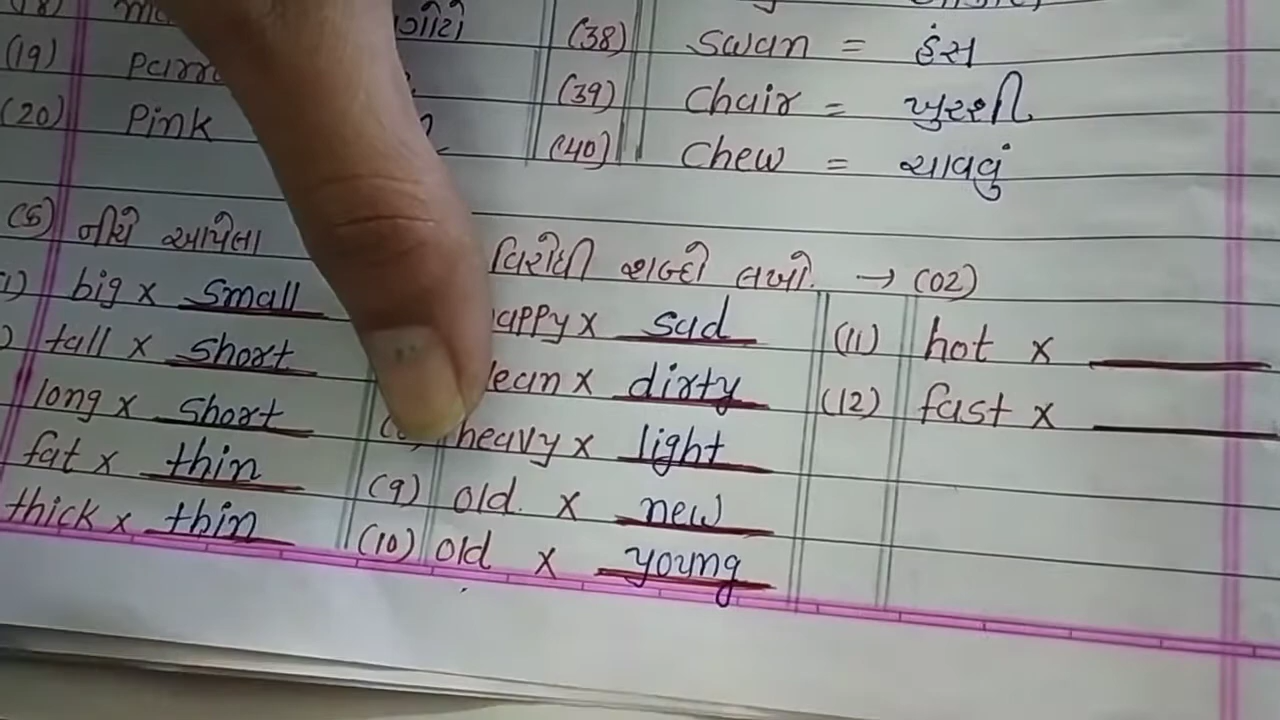 (19)
(38) swan = હંસ
(20) Pink
(39) chair = ખુરશી
(40) chew = ચાવવું
(5) નીચે આપેલા વિરોધી શબ્દો લખો. → (02)
1) big x small
tall x short
long x short
fat x thin
thick x thin
appy x sad
lean x dirty
heavy x light
(9) old. x new
(10) old x young
(11) hot x
(12) fast x